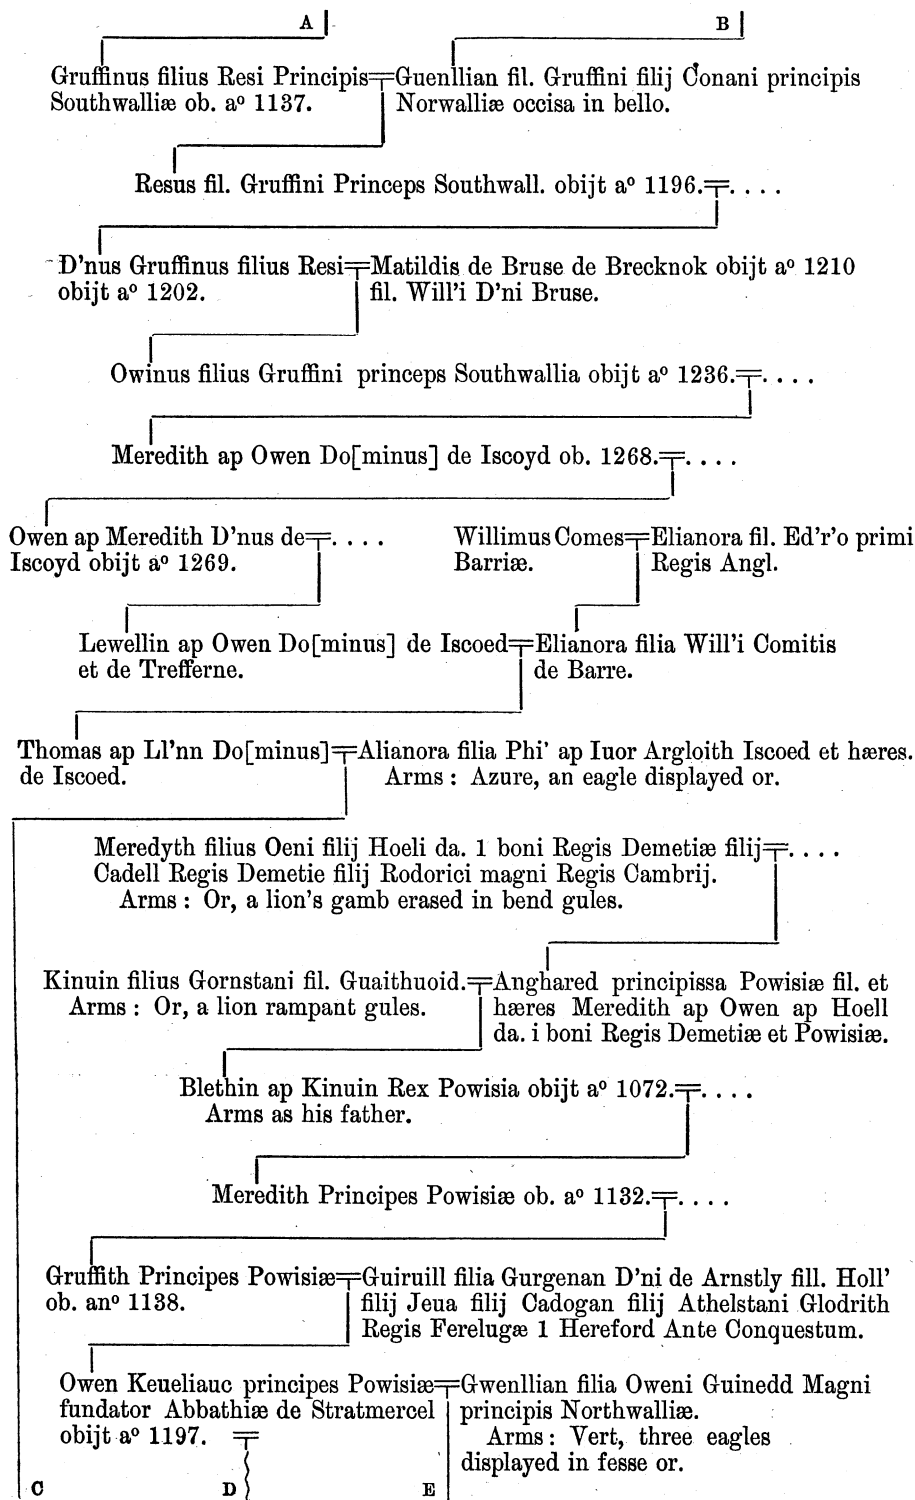 A B
Gruffinus filius Resi Principis Guenllian fil. Gruffini filij Conani principis
Southwalliæ ob. aº 1137. Norwalliæ occisa in bello.
Resus fil. Gruffini Princeps Southwall. obijt aº 1196. . . . .
D'nus Gruffinus filius Resi Matildis de Bruse de Brecknok obijt aº 1210
obijt aº 1202. fil. Will'i D'ni Bruse.
Owinus filius Gruffini princeps Southwallia obijt aº 1236. . . . .
Meredith ap Owen Do[minus] de Iscoyd ob. 1268. . . . .
Owen ap Meredith D'nus de . . . . Willimus Comes Elianora fil. Ed'r'o primi
Iscoyd obijt aº 1269. Barriæ. Regis Angl.
Lewellin ap Owen Do[minus] de Iscoed Elianora filia Will'i Comitis
et de Trefferne. de Barre.
Thomas ap Ll'nn Do[minus] Alianora filia Phi' ap Iuor Argloith Iscoed et hæres.
de Iscoed. Arms : Azure, an eagle displayed or.
Meredyth filius Oeni filij Hoeli da. 1 boni Regis Demetiæ filij . . . .
Cadell Regis Demetie filij Rodorici magni Regis Cambrij.
Arms : Or, a lion's gamb erased in bend gules.
Kinuin filius Gornstani fil. Guaithuoid. Anghared principissa Powisiæ fil. et
Arms : Or, a lion rampant gules. hæres Meredith ap Owen ap Hoell
da. i boni Regis Demetiæ et Powisiæ.
Blethin ap Kinuin Rex Powisia obijt aº 1072. . . . .
Arms as his father.
Meredith Principes Powisiæ ob. aº 1132. . . . .
Gruffith Principes Powisiæ Guiruill filia Gurgenan D'ni de Arnstly fill. Holl'
ob. anº 1138. filij Jeua filij Cadogan filij Athelstani Glodrith
Regis Ferelugæ 1 Hereford Ante Conquestum.
Owen Keueliauc principes Powisiæ Gwenllian filia Oweni Guinedd Magni
fundator Abbathiæ de Stratmercel principis Northwalliæ.
obijt aº 1197. Arms : Vert, three eagles
displayed in fesse or.
C D E